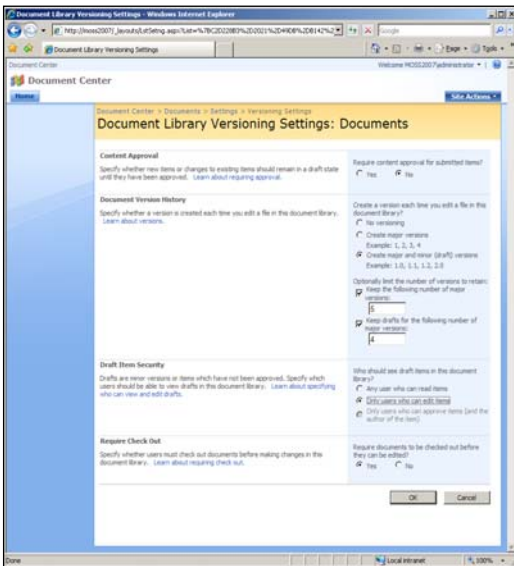 Document Library Versioning Settings - Windows Internet Explorer
Google
Document Library Versioning Settings
Page
Tools
Document Center
Welcome MOSS2007\administrator
Document Center
Home
Site Actions
Document Center > Documents > Settings > Versioning Settings
Document Library Versioning Settings: Documents
Content Approval
Specify whether new items or changes to existing items should remain in a draft state
until they have been approved. Learn about requiring approval.
Require content approval for submitted items?
Yes No
Document Version History
Specify whether a version is created each time you edit a file in this document library.
Learn about versions.
Create a version each time you edit a file in this
document library?
No versioning
Create major versions
Example: 1, 2, 3, 4
Create major and minor (draft) versions
Example: 1.0, 1.1, 1.2, 2.0
Optionally limit the number of versions to retain:
Keep the following number of major
versions:
5
Keep drafts for the following number of
major versions:
4
Draft Item Security
Drafts are minor versions or items which have not been approved. Specify which
users should be able to view drafts in this document library. Learn about specifying
who can view and edit drafts.
Who should see draft items in this document
library?
Any user who can read items
Only users who can edit items
Only users who can approve items (and the
author of the item)
Require Check Out
Specify whether users must check out documents before making changes in this
document library. Learn about requiring check out.
Require documents to be checked out before
they can be edited?
Yes No
OK Cancel
Done
Local intranet
100%